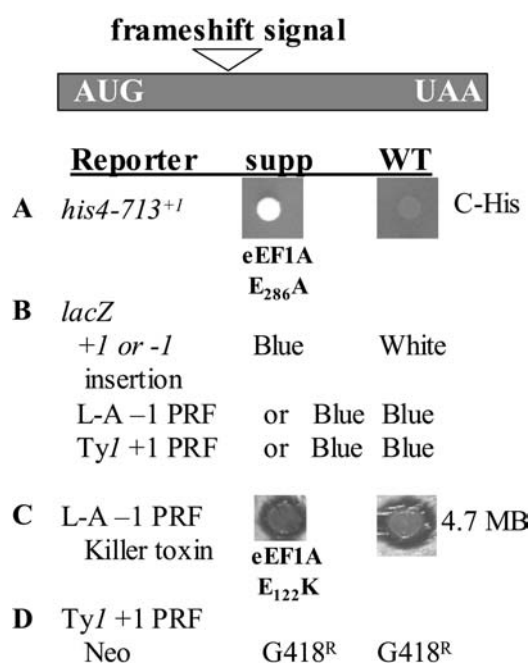 frameshift signal
AUG UAA
Reporter supp WT
A his4-713+1 C-His
eEF1A
E286A
B lacZ
+1 or -1 Blue White
insertion
L-A –1 PRF or Blue Blue
Ty1 +1 PRF or Blue Blue
C L-A –1 PRF 4.7 MB
Killer toxin eEF1A
E122K
D Ty1 +1 PRF
Neo G418R G418R